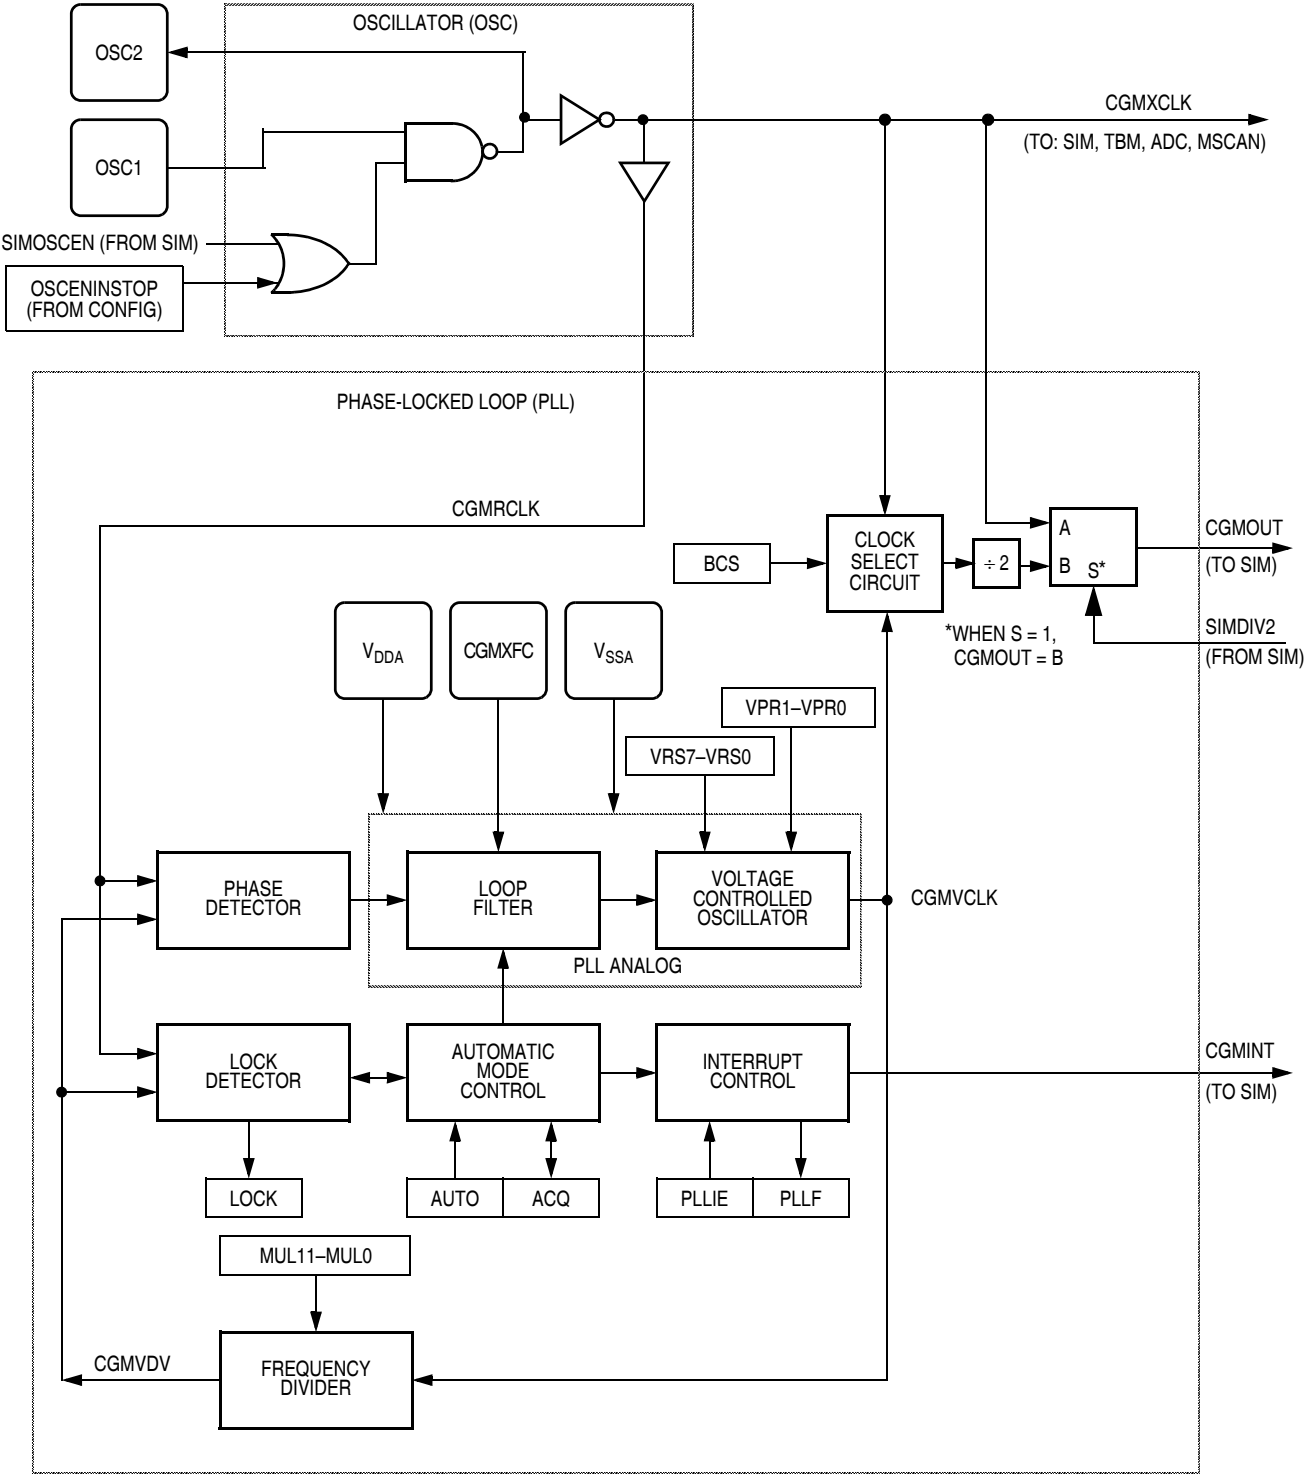 OSCILLATOR (OSC)
OSC2
CGMXCLK
(TO: SIM, TBM, ADC, MSCAN)
OSC1
SIMOSCEN (FROM SIM)
OSCENINSTOP
(FROM CONFIG)
PHASE-LOCKED LOOP (PLL)
CGMRCLK
BCS
CLOCK
SELECT
CIRCUIT
÷ 2
A
B
S*
CGMOUT
(TO SIM)
*WHEN S = 1,
CGMOUT = B
SIMDIV2
(FROM SIM)
VDDA
CGMXFC
VSSA
VPR1–VPR0
VRS7–VRS0
PHASE
DETECTOR
LOOP
FILTER
VOLTAGE
CONTROLLED
OSCILLATOR
CGMVCLK
PLL ANALOG
LOCK
DETECTOR
AUTOMATIC
MODE
CONTROL
INTERRUPT
CONTROL
CGMINT
(TO SIM)
LOCK
AUTO
ACQ
PLLIE
PLLF
MUL11–MUL0
CGMVDV
FREQUENCY
DIVIDER